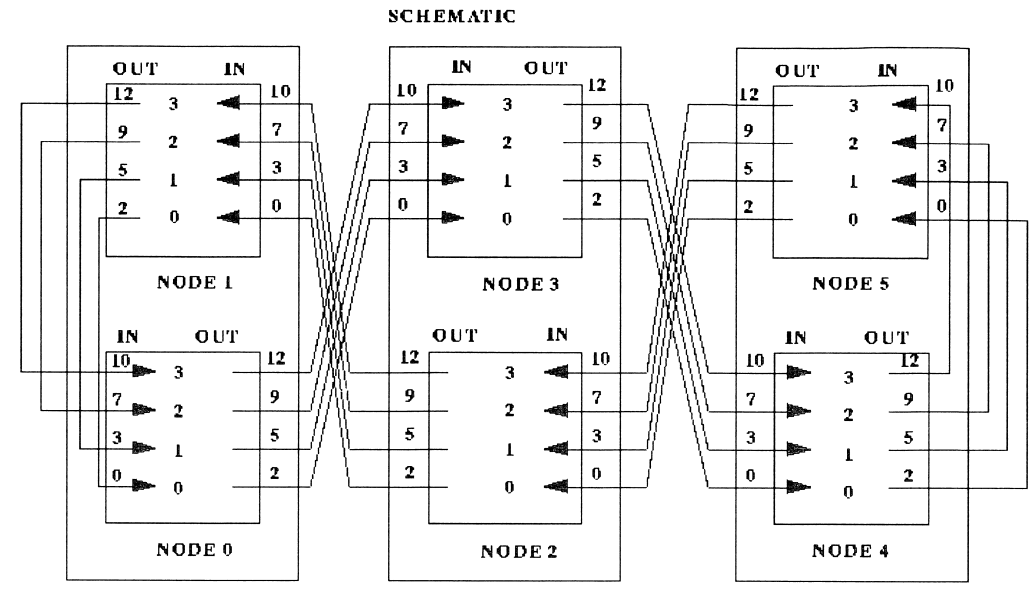 SCHEMATIC
OUT IN
12 3 10
9 2 7
5 1 3
2 0 0
NODE 1
IN OUT
10 3 12
7 2 9
3 1 5
0 0 2
NODE 0
IN OUT
10 3 12
7 2 9
3 1 5
0 0 2
NODE 3
OUT IN
12 3 10
9 2 7
5 1 3
2 0 0
NODE 2
OUT IN
12 3 10
9 2 7
5 1 3
2 0 0
NODE 5
IN OUT
10 3 12
7 2 9
3 1 5
0 0 2
NODE 4